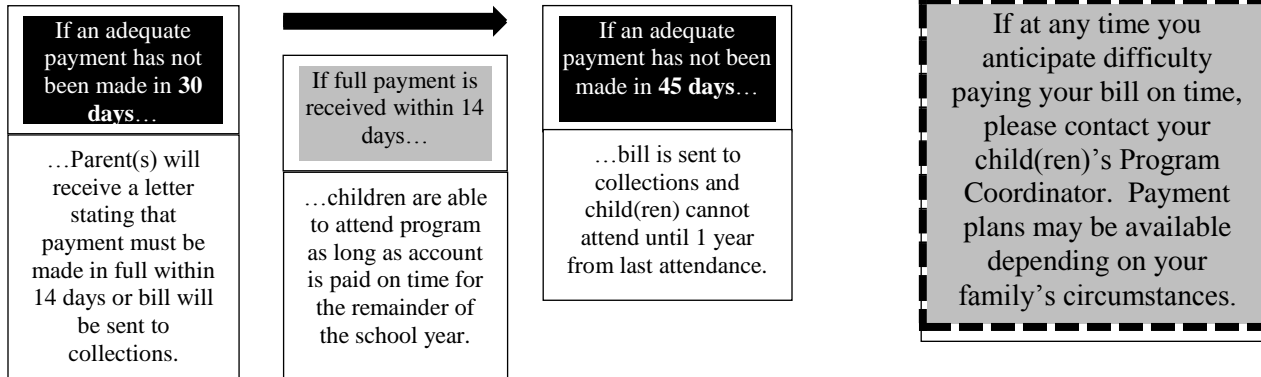 If an adequate
payment has not
been made in 30
days…
…Parent(s) will
receive a letter
stating that
payment must be
made in full within
14 days or bill will
be sent to
collections.
If full payment is
received within 14
days…
…children are able
to attend program
as long as account
is paid on time for
the remainder of
the school year.
If an adequate
payment has not been
made in 45 days…
…bill is sent to
collections and
child(ren) cannot
attend until 1 year
from last attendance.
If at any time you
anticipate difficulty
paying your bill on time,
please contact your
child(ren)’s Program
Coordinator.  Payment
plans may be available
depending on your
family’s circumstances.